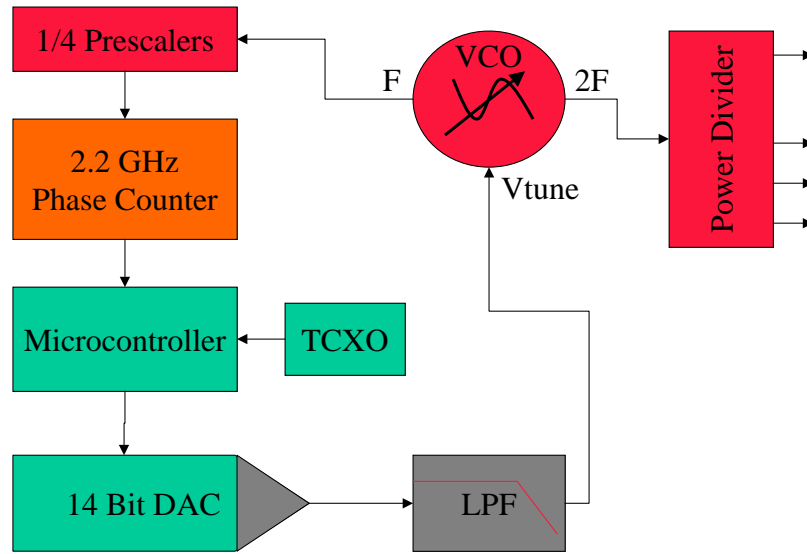 1/4 Prescalers
VCO
F
2F
Power Divider
2.2 GHz
Phase Counter
Vtune
Microcontroller
TCXO
14 Bit DAC
LPF